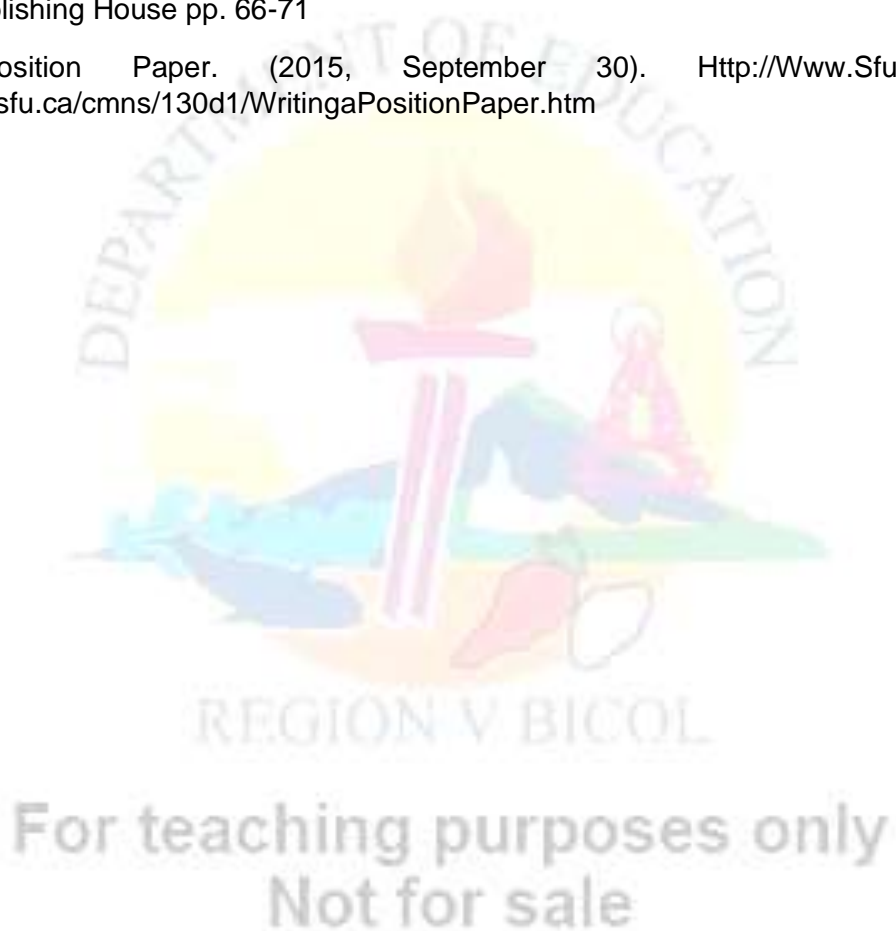 olishing House pp. 66-71
osition Paper. (2015, September 30). Http://Www.Sfu
sfu.ca/cmns/130d1/WritingaPositionPaper.htm
DEPARTMENT OF EDUCATION
REGION V BICOL
For teaching purposes only
Not for sale